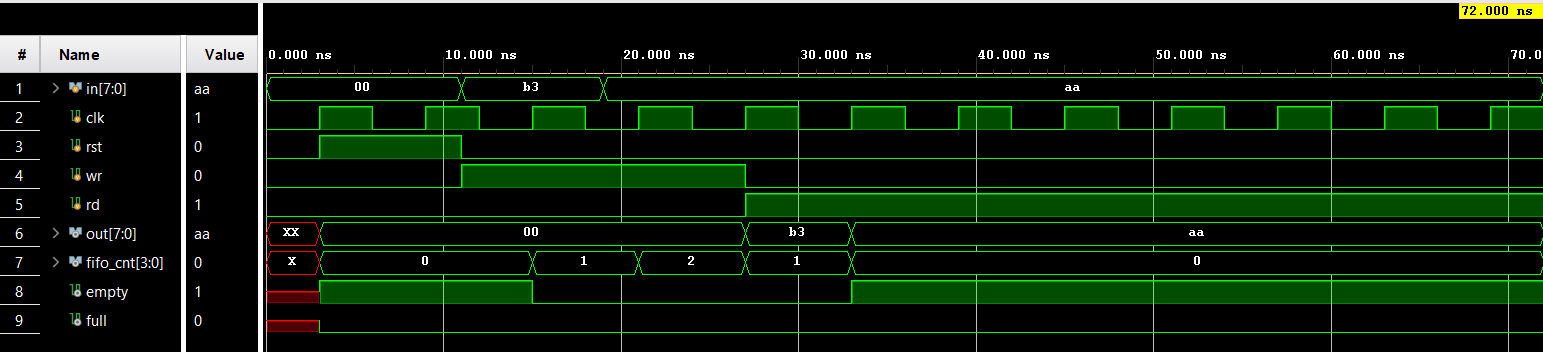 72.000 ns
# Name Value 0.000 ns 10.000 ns 20.000 ns 30.000 ns 40.000 ns 50.000 ns 60.000 ns 70.0
1 in[7:0] aa 00 b3 aa
2 clk 1
3 rst 0
4 wr 0
5 rd 1
6 out[7:0] aa XX 00 b3 aa
7 fifo_cnt[3:0] 0 X 0 1 2 1 0
8 empty 1
9 full 0